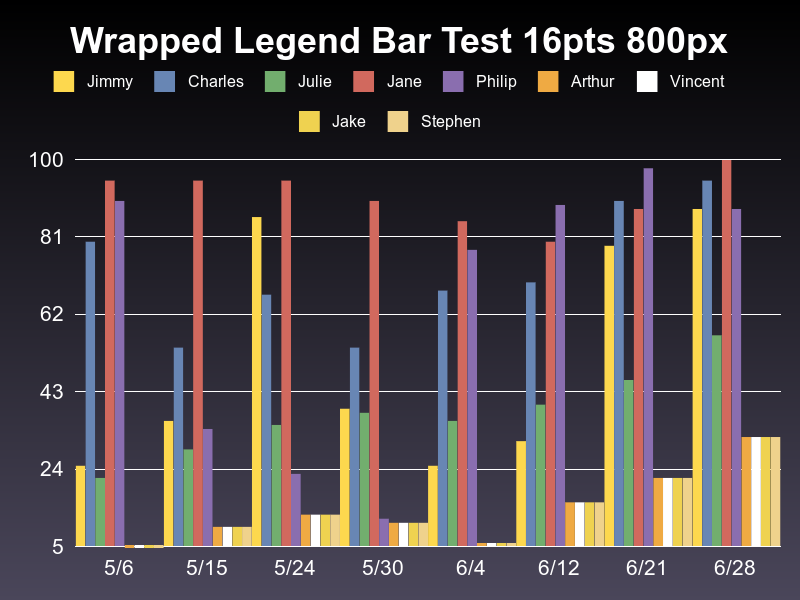 Wrapped Legend Bar Test 16pts 800px
Jimmy Charles Julie Jane Philip Arthur Vincent
Jake Stephen
100
81
62
43
24
5
5/6 5/15 5/24 5/30 6/4 6/12 6/21 6/28